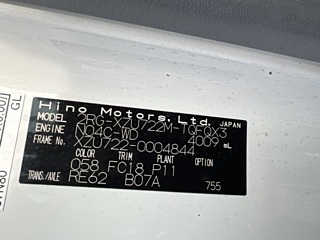 Hino Motors, Ltd. JAPAN
MODEL 2RG-XZU722M-TQFQX3
ENGINE N04C-WD 4009 mL
FRAME No. XZU722-0004844
COLOR TRIM PLANT OPTION
058 FC18 P11
TRANS./AXLE RE62 B07A 755
GL